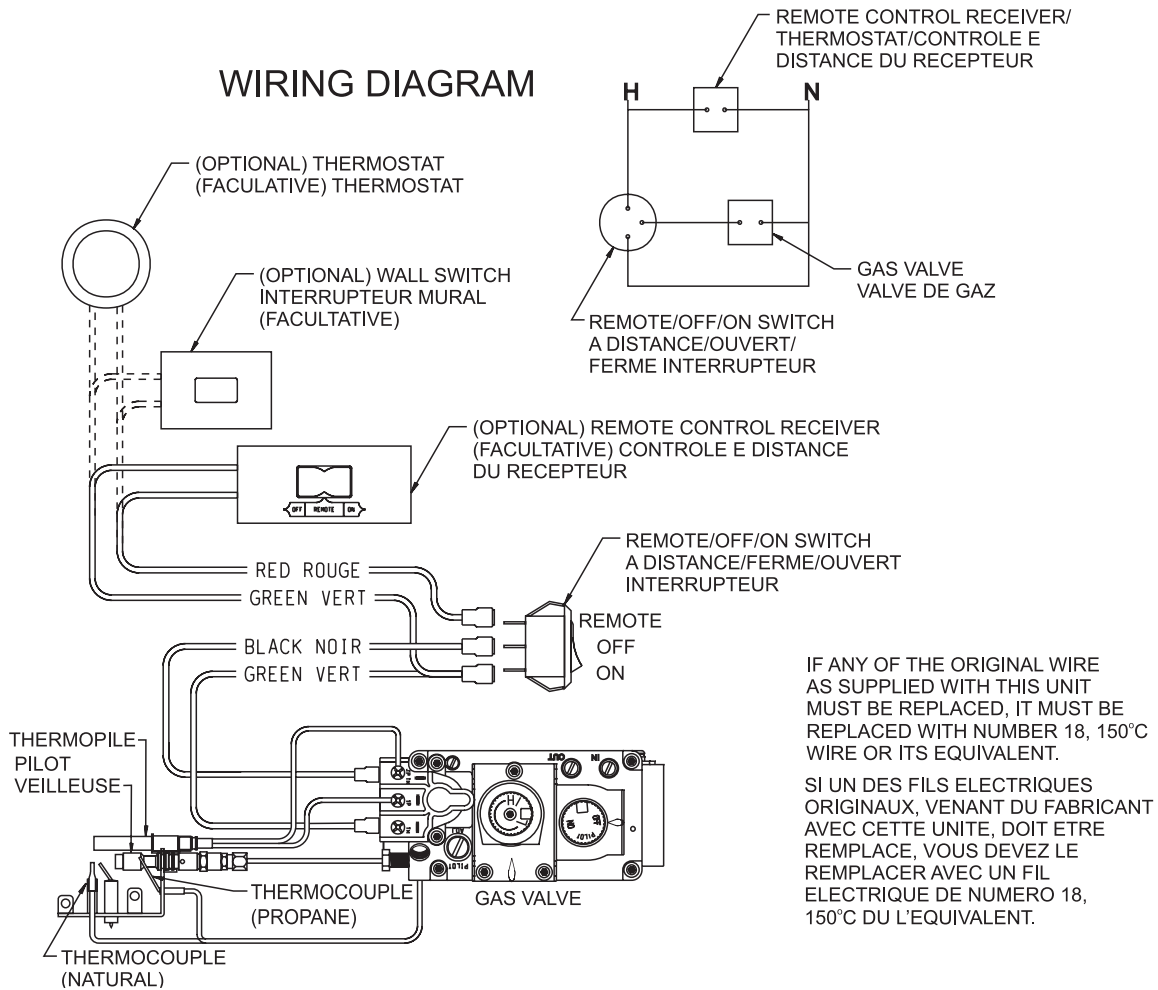 WIRING DIAGRAM
REMOTE CONTROL RECEIVER/
THERMOSTAT/CONTROLE E
DISTANCE DU RECEPTEUR
H
N
(OPTIONAL) THERMOSTAT
(FACULATIVE) THERMOSTAT
(OPTIONAL) WALL SWITCH
INTERRUPTEUR MURAL
(FACULTATIVE)
GAS VALVE
VALVE DE GAZ
REMOTE/OFF/ON SWITCH
A DISTANCE/OUVERT/
FERME INTERRUPTEUR
(OPTIONAL) REMOTE CONTROL RECEIVER
(FACULTATIVE) CONTROLE E DISTANCE
DU RECEPTEUR
OFF REMOTE ON
REMOTE/OFF/ON SWITCH
A DISTANCE/FERME/OUVERT
INTERRUPTEUR
RED ROUGE
GREEN VERT
BLACK NOIR
GREEN VERT
REMOTE
OFF
ON
IF ANY OF THE ORIGINAL WIRE
AS SUPPLIED WITH THIS UNIT
MUST BE REPLACED, IT MUST BE
REPLACED WITH NUMBER 18, 150°C
WIRE OR ITS EQUIVALENT.
SI UN DES FILS ELECTRIQUES
ORIGINAUX, VENANT DU FABRICANT
AVEC CETTE UNITE, DOIT ETRE
REMPLACE, VOUS DEVEZ LE
REMPLACER AVEC UN FIL
ELECTRIQUE DE NUMERO 18,
150°C DU L'EQUIVALENT.
THERMOPILE
PILOT
VEILLEUSE
OUT
IN
HI
OFF
PILOT
ON
PILOT
ADJ
GAS VALVE
THERMOCOUPLE
(PROPANE)
THERMOCOUPLE
(NATURAL)